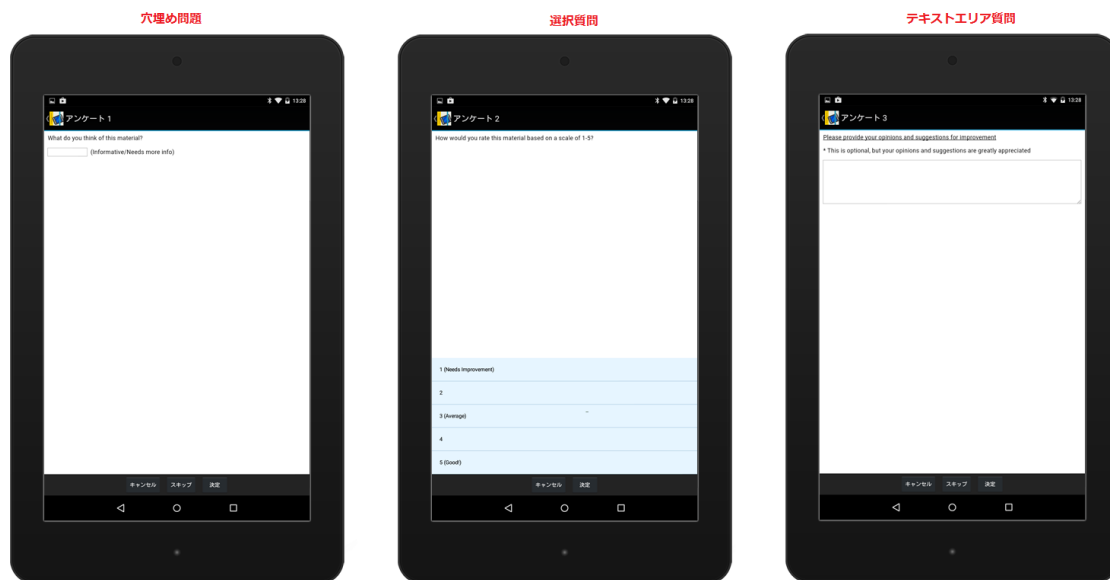 穴埋め問題
13:28
アンケート 1
What do you think of this material?
(Informative/Needs more info)
キャンセル スキップ 決定
選択質問
13:28
アンケート 2
How would you rate this material based on a scale of 1-5?
1 (Needs improvement)
2
3 (Average)
4
5 (Good!)
キャンセル 決定
テキストエリア質問
13:28
アンケート 3
Please provide your opinions and suggestions for improvement
* This is optional, but your opinions and suggestions are greatly appreciated
キャンセル スキップ 決定